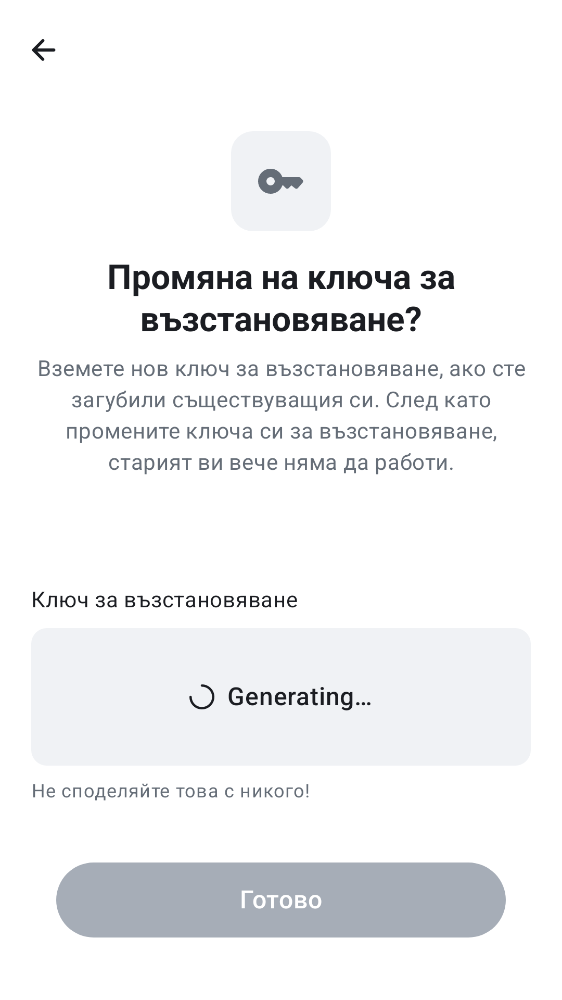 Промяна на ключа за
възстановяване?
Вземете нов ключ за възстановяване, ако сте
загубили съществуващия си. След като
промените ключа си за възстановяване,
старият ви вече няма да работи.
Ключ за възстановяване
Generating…
Не споделяйте това с никого!
Готово